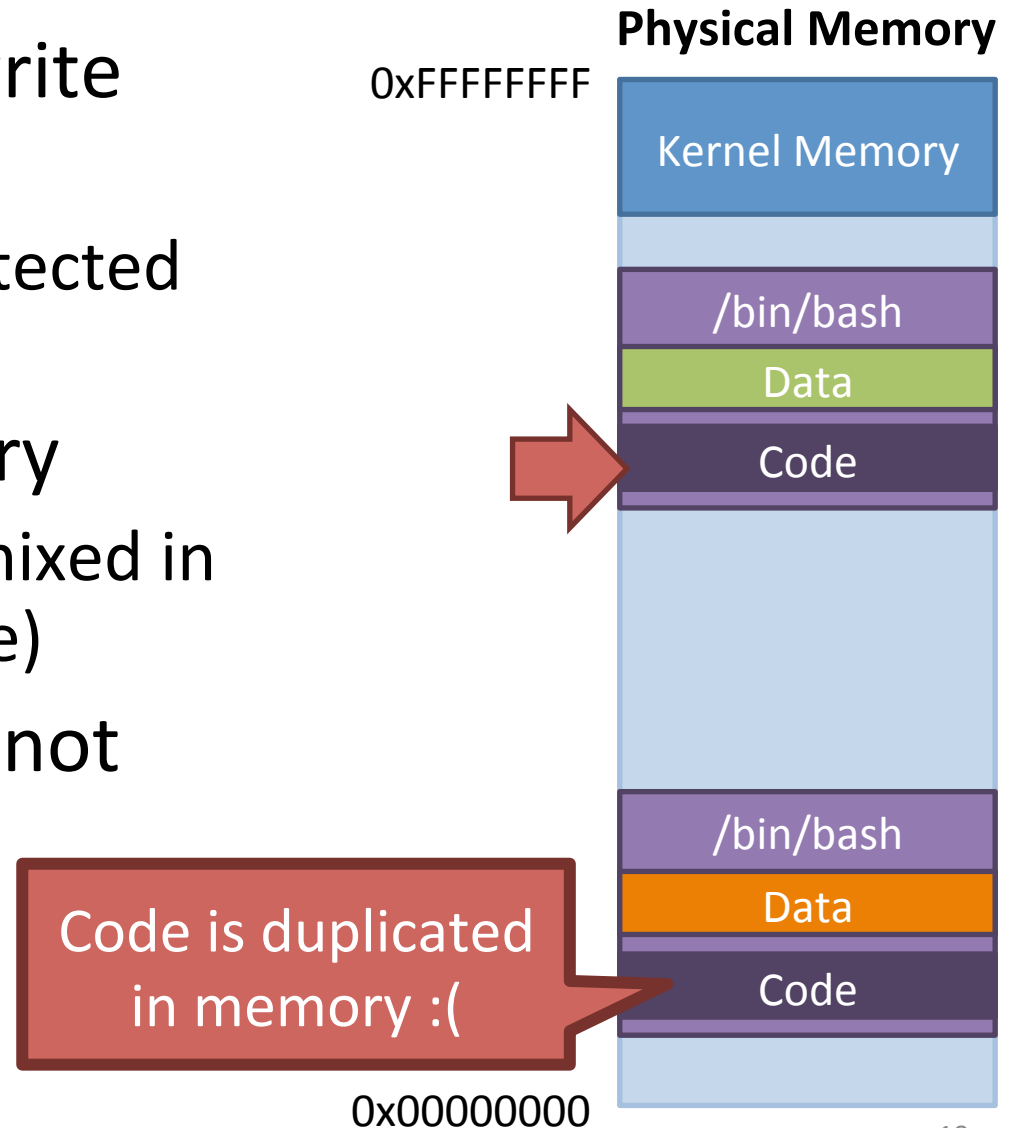 Physical Memory
rite
0xFFFFFFFF
Kernel Memory
tected
/bin/bash
Data
ry
Code
nixed in
e)
not
/bin/bash
Code is duplicated
in memory :(
Data
Code
0x00000000